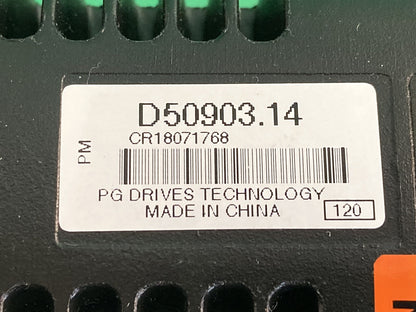 D50903.14
CR18071768
PM
PG DRIVES TECHNOLOGY
MADE IN CHINA
120